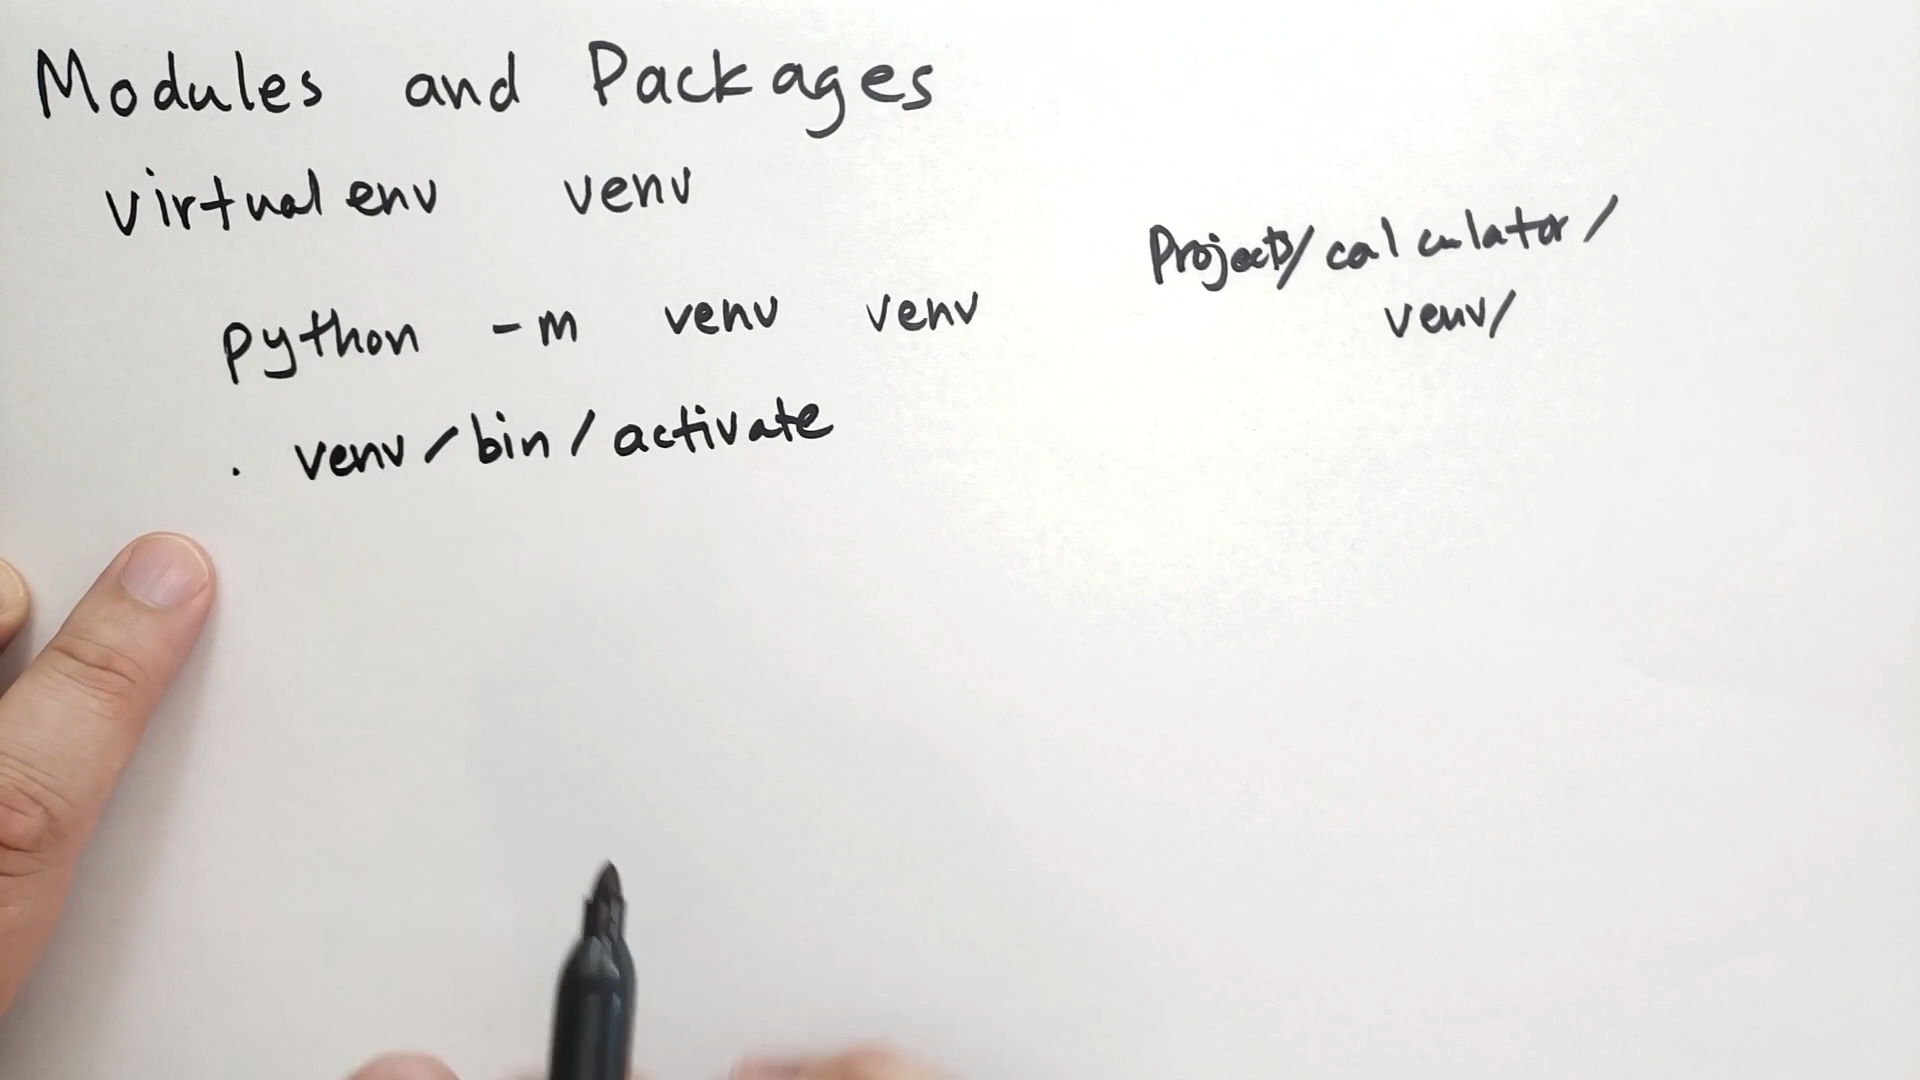 Modules and Packages
virtualenv venv
python -m venv venv
. venv/bin/activate
Projects/calculator/
venv/